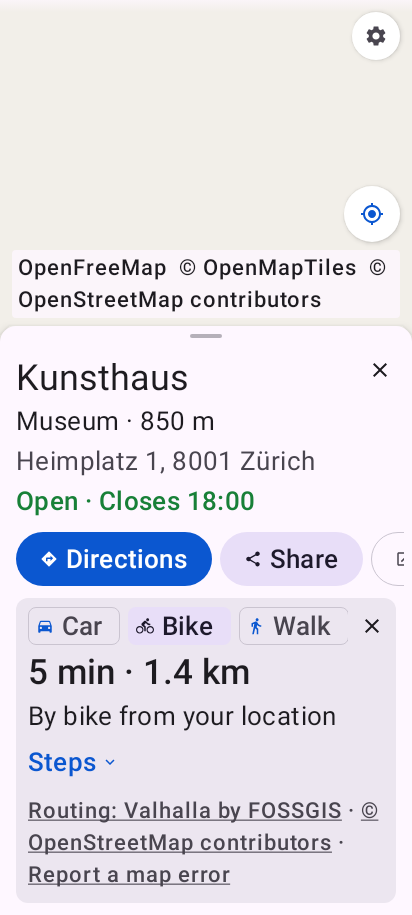 OpenFreeMap © OpenMapTiles ©
OpenStreetMap contributors
Kunsthaus
Museum · 850 m
Heimplatz 1, 8001 Zürich
Open · Closes 18:00
Directions Share
Car Bike Walk
5 min · 1.4 km
By bike from your location
Steps
Routing: Valhalla by FOSSGIS · ©
OpenStreetMap contributors ·
Report a map error